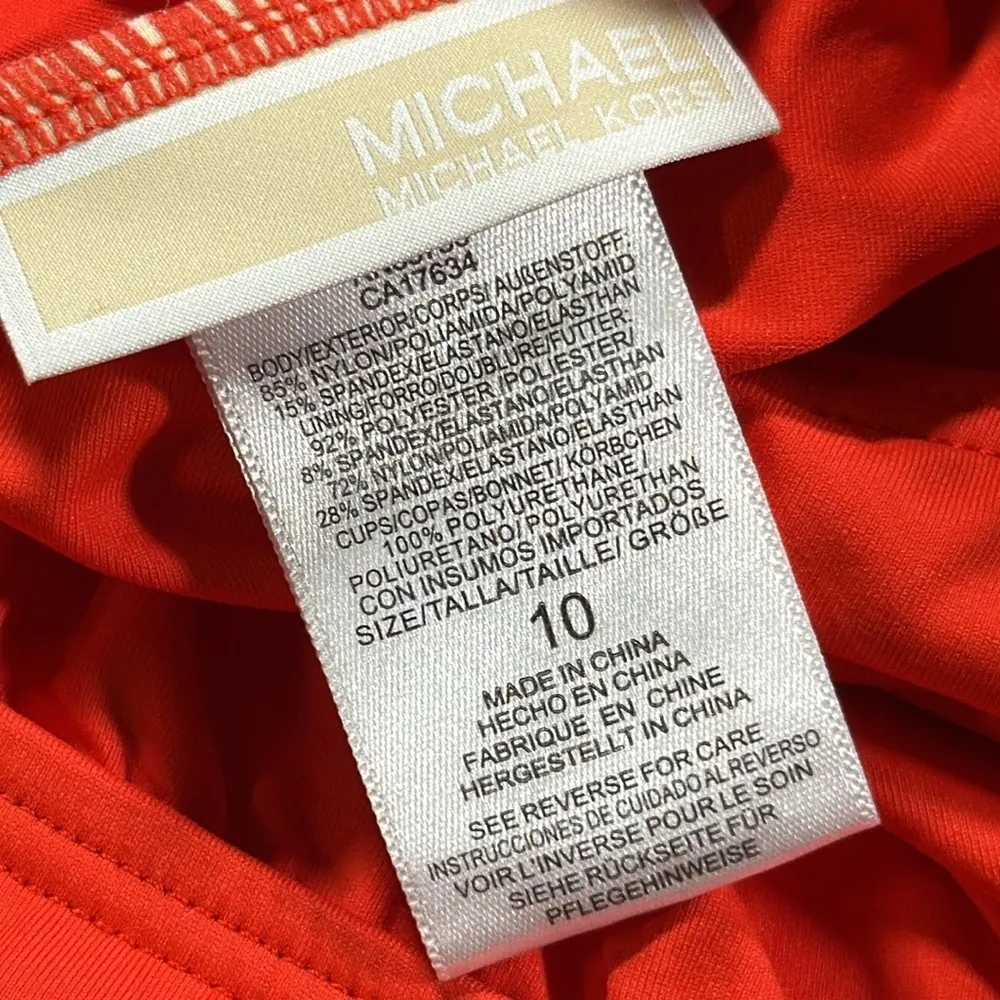 MICHAEL
MICHAEL KORS
CA17634
BODY/EXTERIOR/CORPS/ AUßENSTOFF:
85% NYLON/POLIAMIDA/POLYAMID
15% SPANDEX/ELASTANO/ELASTHAN
LINING/FORRO/DOUBLURE/FUTTER:
92% POLYESTER /POLIESTER/
8% SPANDEX/ELASTANO/ELASTHAN
72% NYLON/POLIAMIDA/POLYAMID
28% SPANDEX/ELASTANO/ELASTHAN
CUPS/COPAS/BONNET/ KÖRBCHEN
100% POLYURETHANE/
POLIURETANO/ POLYURETHAN
CON INSUMOS IMPORTADOS
SIZE/TALLA/TAILLE/ GRÖßE
10
MADE IN CHINA
HECHO EN CHINA
FABRIQUE EN CHINE
HERGESTELLT IN CHINA
SEE REVERSE FOR CARE
INSTRUCCIONES DE CUIDADO AL REVERSO
VOIR L'INVERSE POUR LE SOIN
SIEHE RÜCKSEITE FÜR
PFLEGEHINWEISE